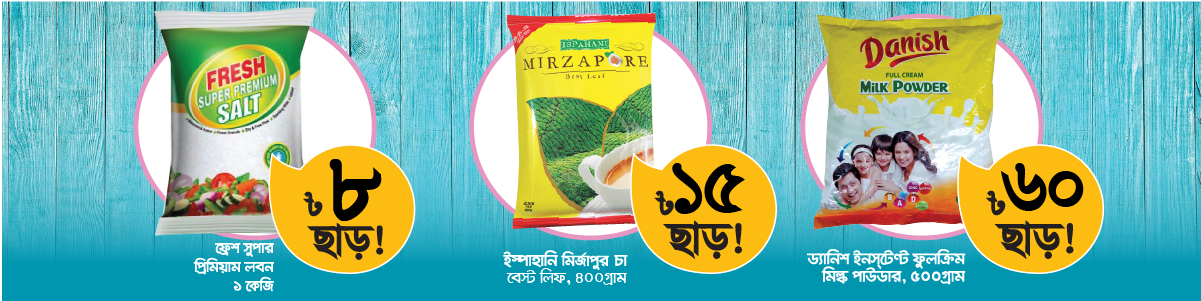 FRESH
SUPER PREMIUM
SALT
৳ ৮
ছাড়!
ফ্রেশ সুপার
প্রিমিয়াম লবন
১ কেজি
ISPAHANI
MIRZAPORE
Best Leaf
৳ ১৫
ছাড়!
ইস্পাহানি মির্জাপুর চা
বেস্ট লিফ, ৪০০গ্রাম
Danish
FULL CREAM
MILK POWDER
B A D
৳ ৬০
ছাড়!
ড্যানিশ ইনস্টেন্ট ফুলক্রিম
মিল্ক পাউডার, ৫০০গ্রাম